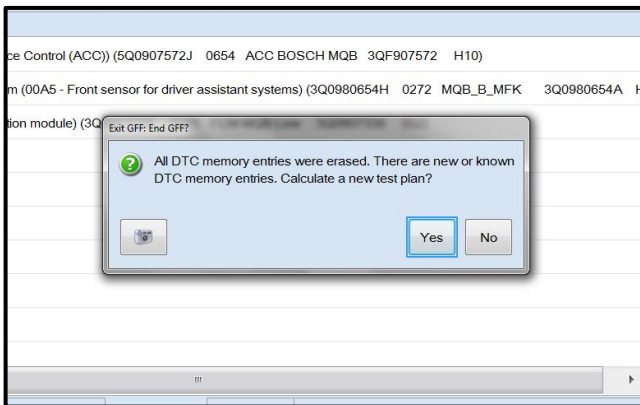 ce Control (ACC)) (5Q0907572J 0654 ACC BOSCH MQB 3QF907572 H10)
m (00A5 - Front sensor for driver assistant systems) (3Q0980654H 0272 MQB_B_MFK 3Q0980654A H
tion module) (3Q
Exit GFF: End GFF?
All DTC memory entries were erased. There are new or known
DTC memory entries. Calculate a new test plan?
Yes
No